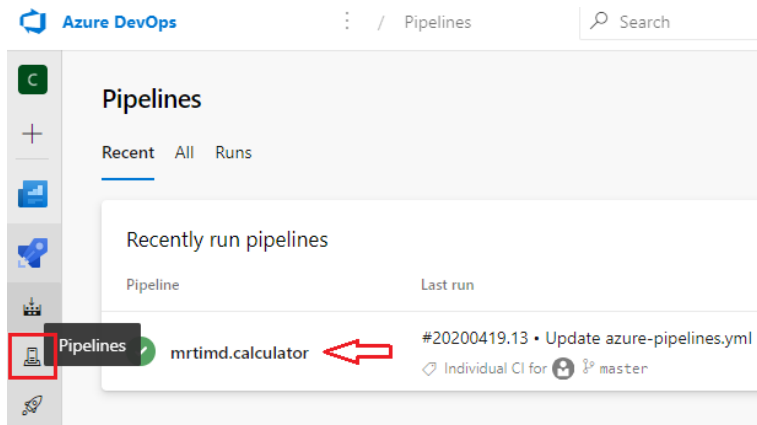 Azure DevOps / Pipelines Search
C
Pipelines
Recent All Runs
Recently run pipelines
Pipeline Last run
Pipelines
mrtimd.calculator
#20200419.13 • Update azure-pipelines.yml
Individual CI for master